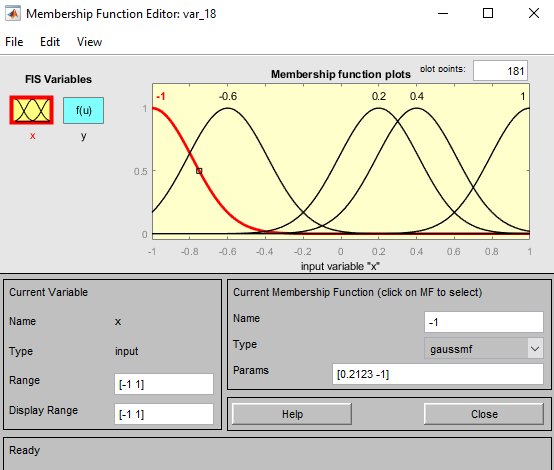 Membership Function Editor: var_18
File Edit View
FIS Variables
f(u)
x y
Membership function plots plot points: 181
-1 -0.6 0.2 0.4 1
1
0.5
0
-1 -0.8 -0.6 -0.4 -0.2 0 0.2 0.4 0.6 0.8 1
input variable "x"
Current Variable
Name x
Type input
Range [-1 1]
Display Range [-1 1]
Current Membership Function (click on MF to select)
Name -1
Type gaussmf
Params [0.2123 -1]
Help Close
Ready